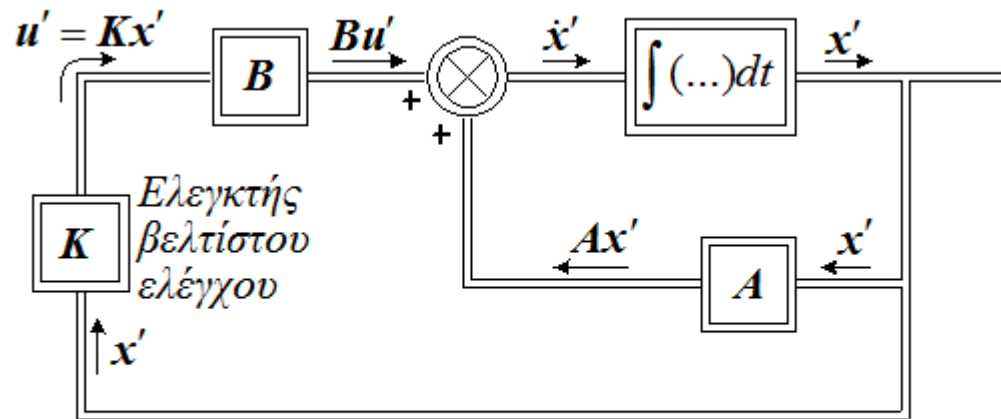 u′ = Kx′
B
Bu′
+
+
ẋ′
∫(...)dt
x′
K
Ελεγκτής
βελτίστου
ελέγχου
Ax′
A
x′
x′